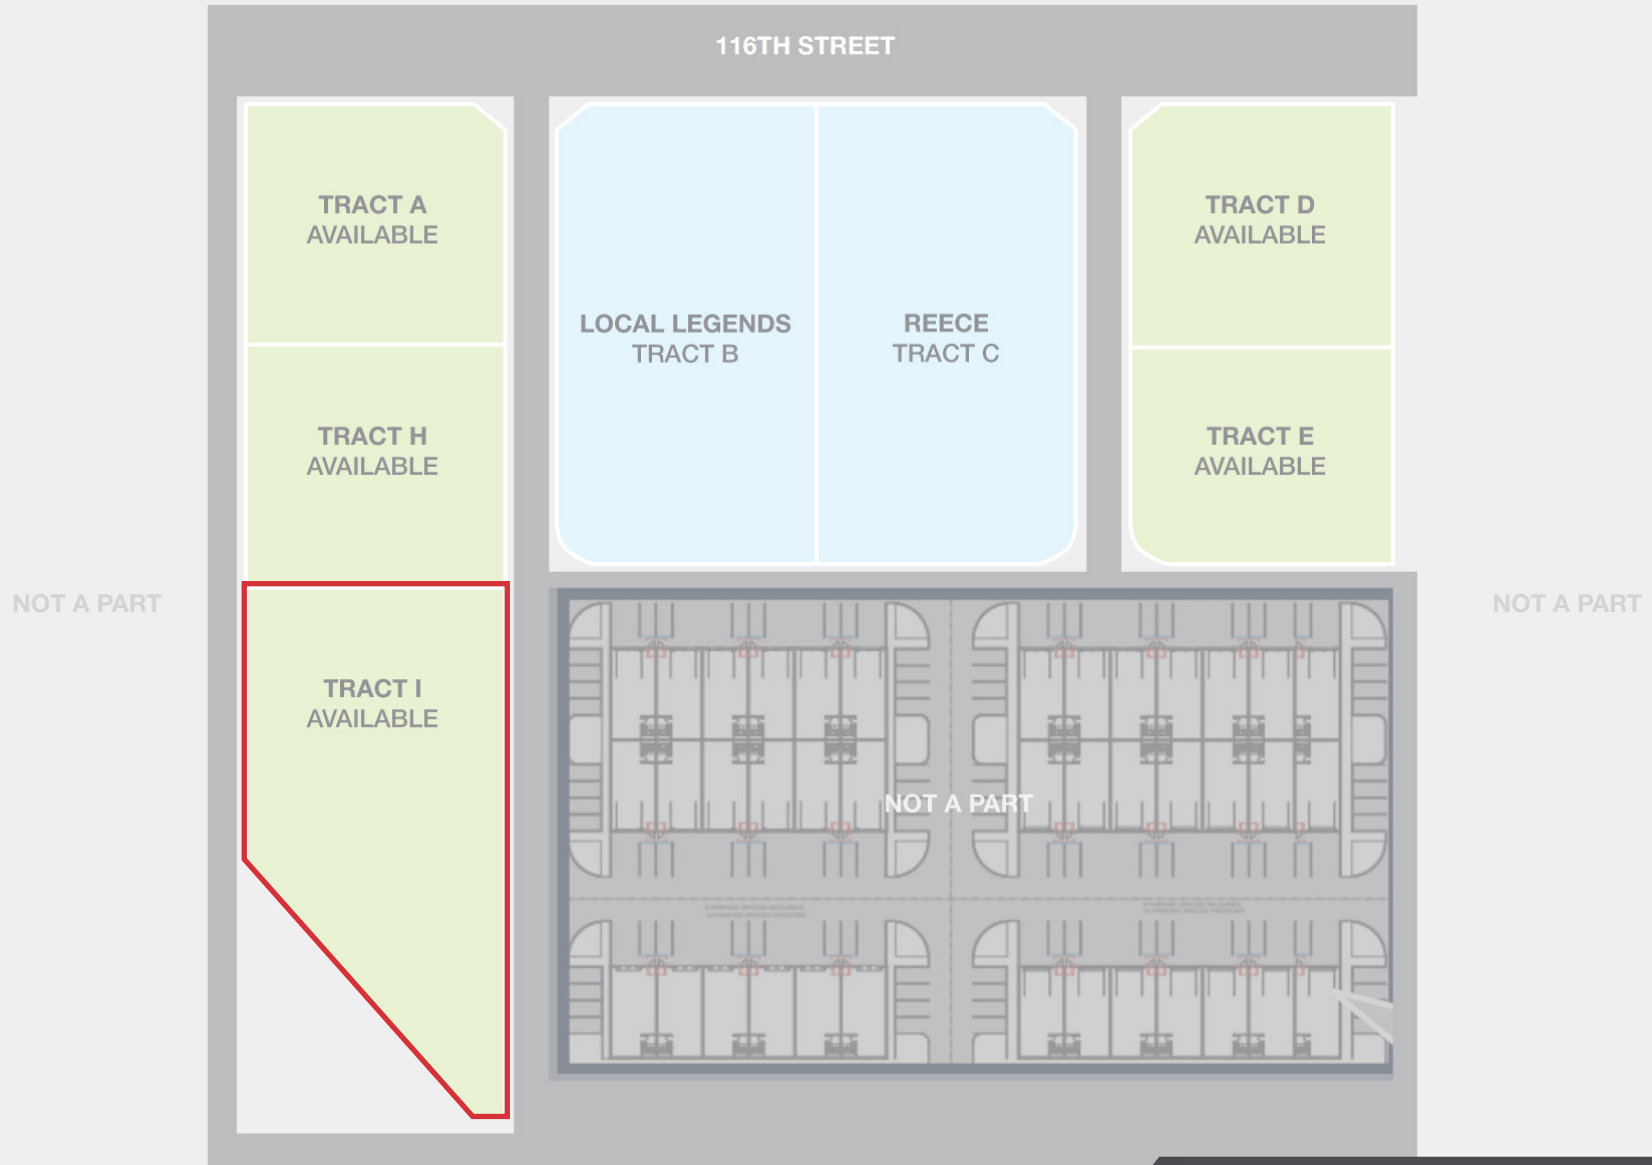 116TH STREET
TRACT A
AVAILABLE
TRACT D
AVAILABLE
LOCAL LEGENDS
TRACT B
REECE
TRACT C
TRACT H
AVAILABLE
TRACT E
AVAILABLE
NOT A PART
NOT A PART
TRACT I
AVAILABLE
NOT A PART